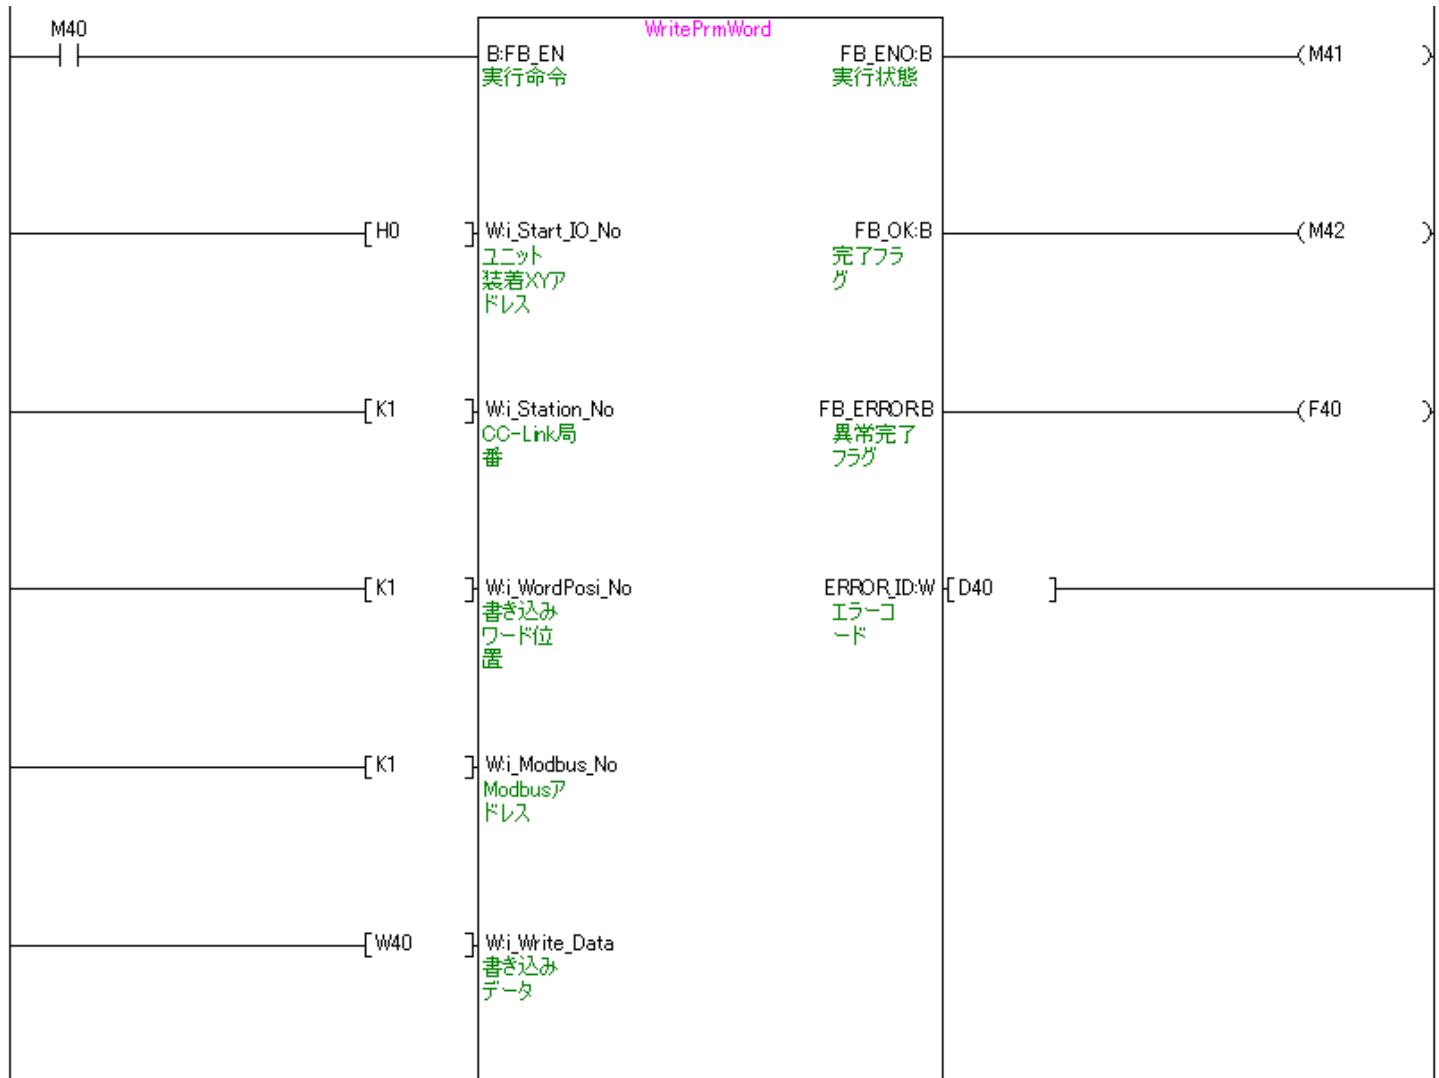 M40
WritePrmWord
B:FB_EN
実行命令
FB_ENO:B
実行状態
M41
H0
W:i_Start_IO_No
ユニット
装着XYア
ドレス
FB_OK:B
完了フラ
グ
M42
K1
W:i_Station_No
CC-Link局
番
FB_ERROR:B
異常完了
フラグ
F40
K1
W:i_WordPosi_No
書き込み
ワード位
置
ERROR_ID:W
エラーコ
ード
D40
K1
W:i_Modbus_No
Modbusア
ドレス
W40
W:i_Write_Data
書き込み
データ